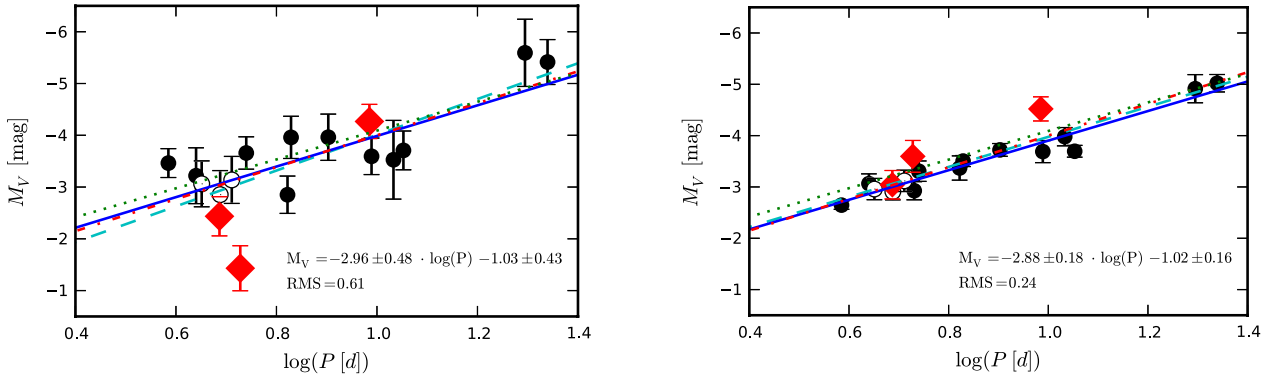 −6
−5
−4
−3
−2
−1
M_V [mag]
M_V =−2.96 ±0.48 · log(P) −1.03 ±0.43
RMS =0.61
0.4 0.6 0.8 1.0 1.2 1.4
log(P [d])
−6
−5
−4
−3
−2
−1
M_V [mag]
M_V =−2.88 ±0.18 · log(P) −1.02 ±0.16
RMS =0.24
0.4 0.6 0.8 1.0 1.2 1.4
log(P [d])